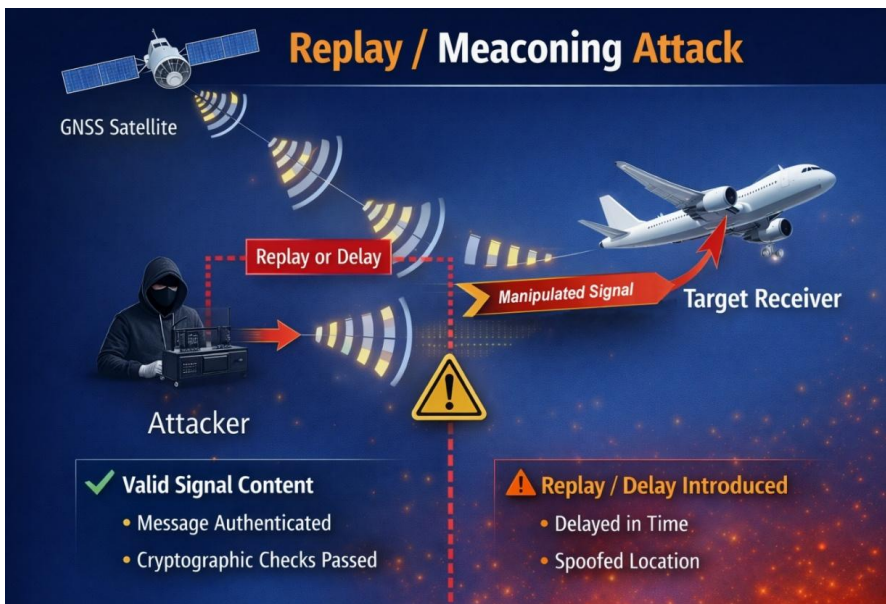 Replay / Meaconing Attack
GNSS Satellite
Replay or Delay
Manipulated Signal
Target Receiver
Attacker
Valid Signal Content
• Message Authenticated
• Cryptographic Checks Passed
Replay / Delay Introduced
• Delayed in Time
• Spoofed Location